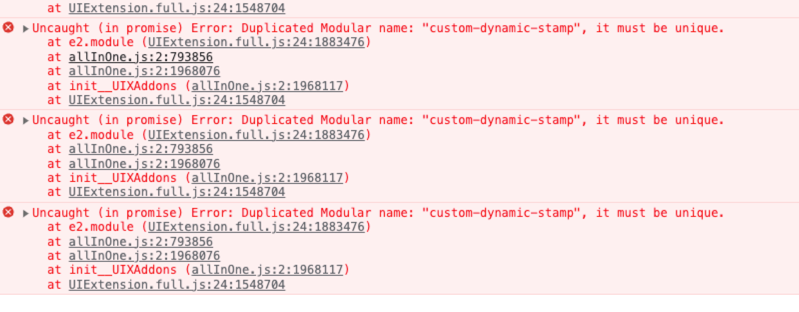 at UIExtension.full.js:24:1548704
Uncaught (in promise) Error: Duplicated Modular name: "custom-dynamic-stamp", it must be unique.
at e2.module (UIExtension.full.js:24:1883476)
at allInOne.js:2:793856
at allInOne.js:2:1968076
at init__UIXAddons (allInOne.js:2:1968117)
at UIExtension.full.js:24:1548704
Uncaught (in promise) Error: Duplicated Modular name: "custom-dynamic-stamp", it must be unique.
at e2.module (UIExtension.full.js:24:1883476)
at allInOne.js:2:793856
at allInOne.js:2:1968076
at init__UIXAddons (allInOne.js:2:1968117)
at UIExtension.full.js:24:1548704
Uncaught (in promise) Error: Duplicated Modular name: "custom-dynamic-stamp", it must be unique.
at e2.module (UIExtension.full.js:24:1883476)
at allInOne.js:2:793856
at allInOne.js:2:1968076
at init__UIXAddons (allInOne.js:2:1968117)
at UIExtension.full.js:24:1548704